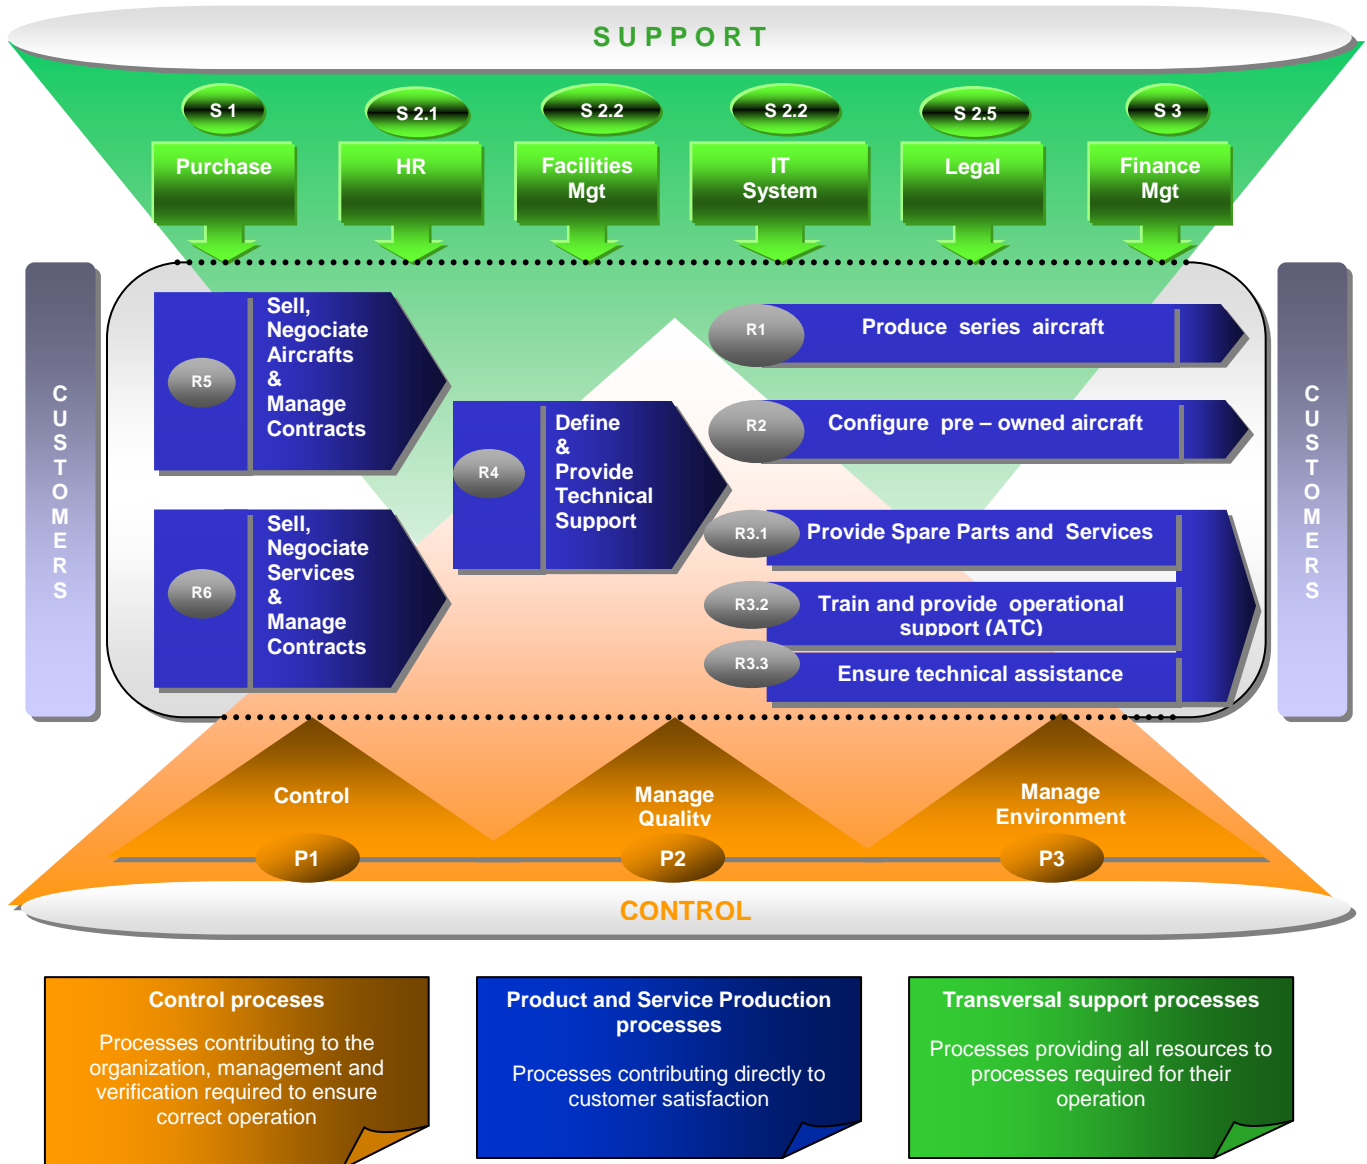 SUPPORT
S 1
S 2.1
S 2.2
S 2.2
S 2.5
S 3
Purchase
HR
Facilities
Mgt
IT
System
Legal
Finance
Mgt
CUSTOMERS
R5
Sell,
Negociate
Aircrafts
&
Manage
Contracts
R6
Sell,
Negociate
Services
&
Manage
Contracts
R4
Define
&
Provide
Technical
Support
R1
Produce series aircraft
R2
Configure pre – owned aircraft
R3.1
Provide Spare Parts and Services
R3.2
Train and provide operational
support (ATC)
R3.3
Ensure technical assistance
CUSTOMERS
Control
P1
Manage
Quality
P2
Manage
Environment
P3
CONTROL
Control proceses
Processes contributing to the
organization, management and
verification required to ensure
correct operation
Product and Service Production
processes
Processes contributing directly to
customer satisfaction
Transversal support processes
Processes providing all resources to
processes required for their
operation